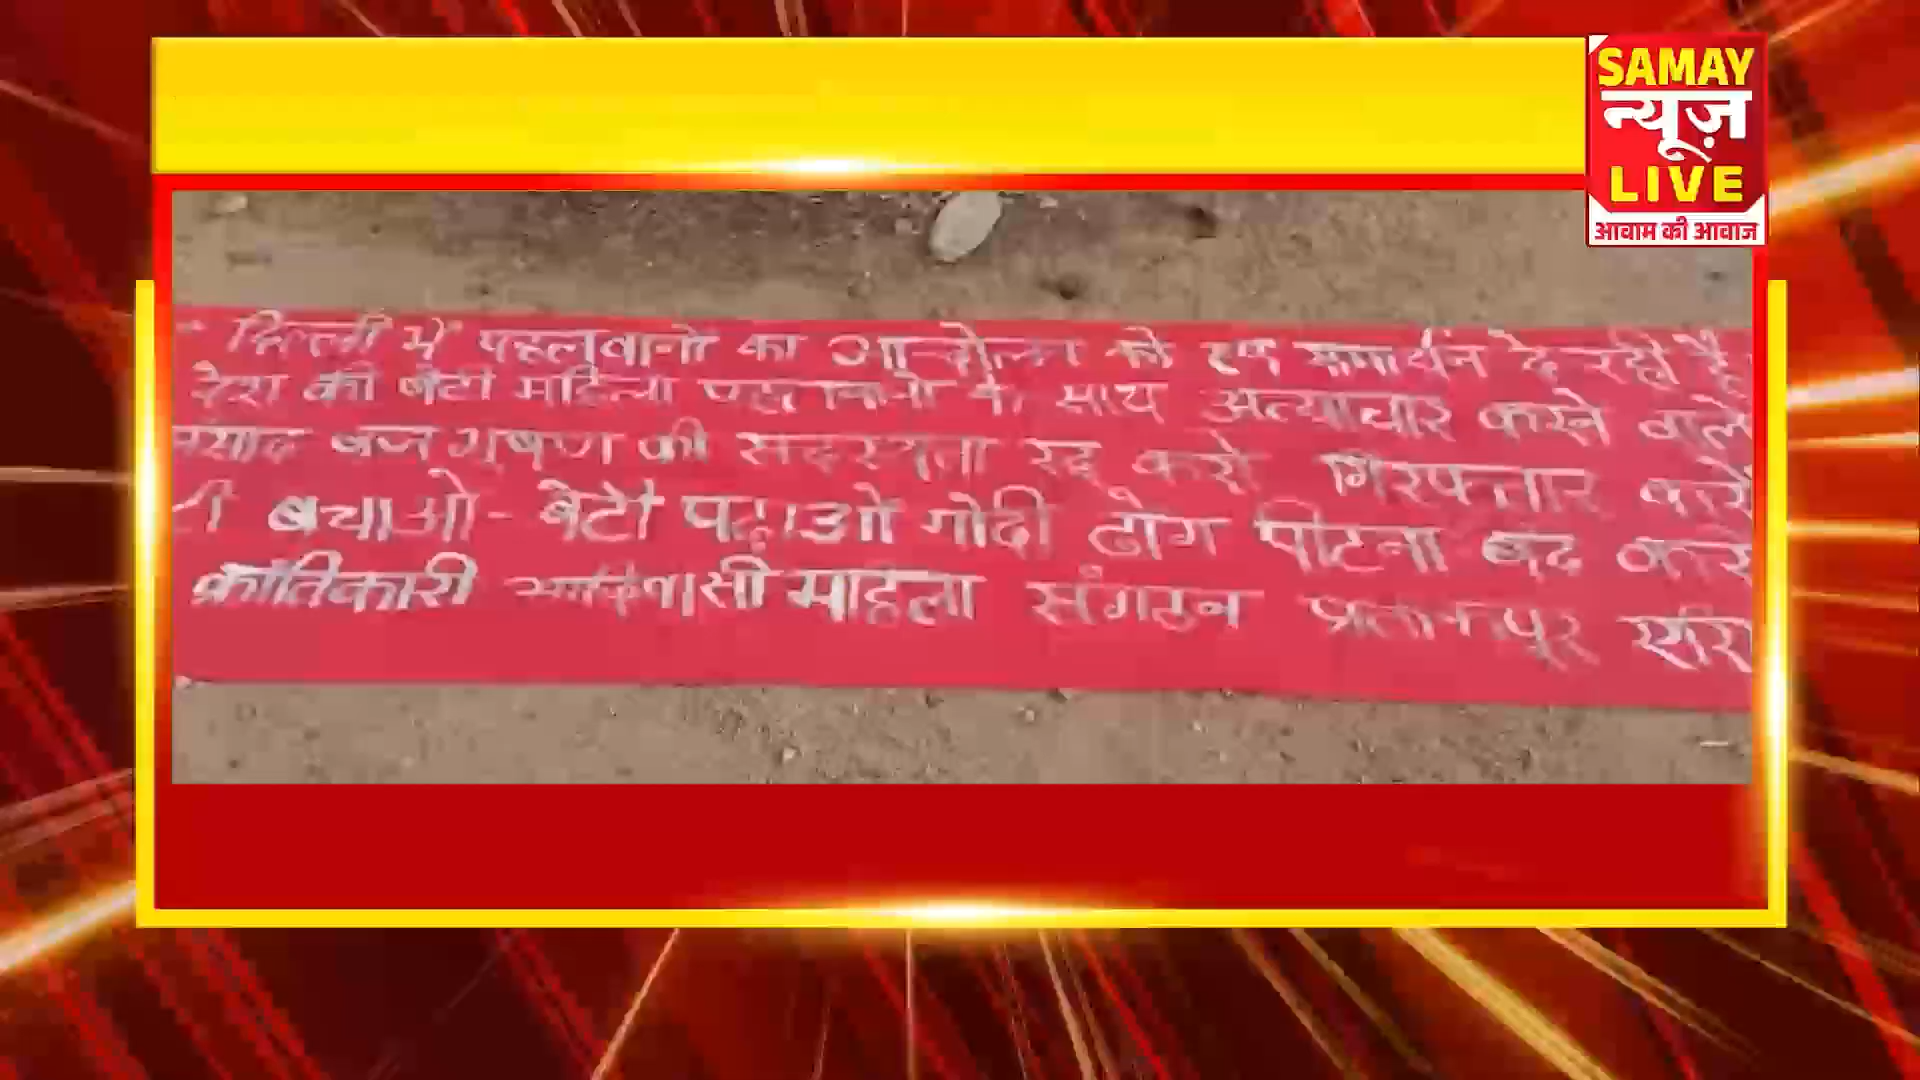 SAMAY
न्यूज़
LIVE
आवाम की आवाज
दिल्ली में पहलवानों का आन्दोलन को हम समर्थन दे रही है
देश की बेटी महिला पहलवानों के साथ अत्याचार करने वाले
बृज भूषण की सदस्यता रद्द करो गिरफ्तार करो
बचाओ - बेटी पढ़ाओ मोदी ढोंग पीटना बंद करो
क्रांतिकारी आदिवासी महिला संगठन